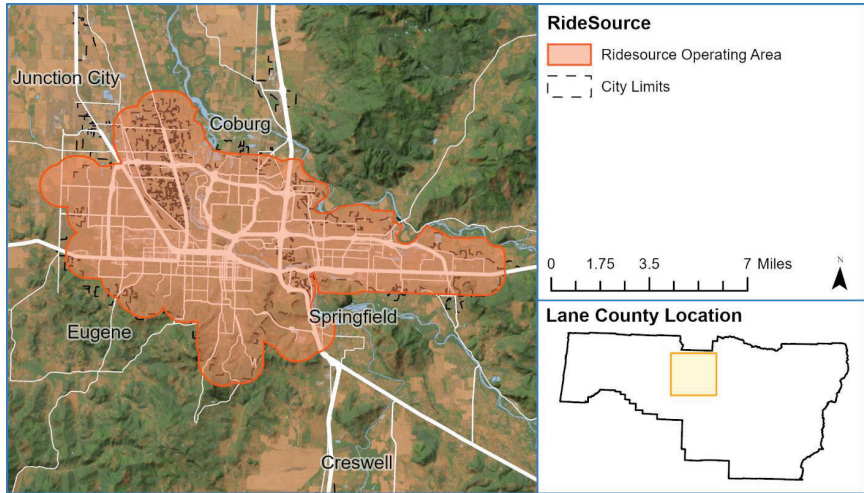 Junction City
Coburg
Eugene
Springfield
Creswell
RideSource
Ridesource Operating Area
City Limits
0 1.75 3.5 7 Miles
N
Lane County Location